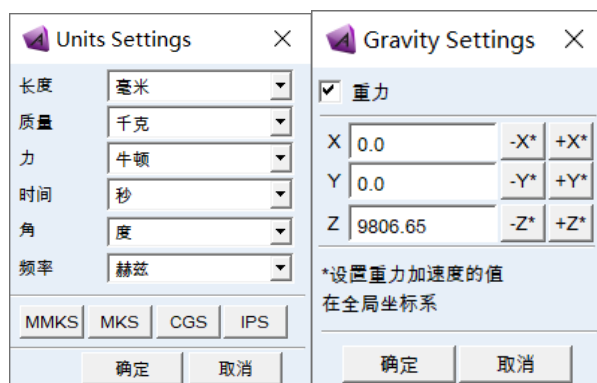 Units Settings
长度 毫米
质量 千克
力 牛顿
时间 秒
角 度
频率 赫兹
MMKS MKS CGS IPS
确定 取消
Gravity Settings
重力
X 0.0 -X* +X*
Y 0.0 -Y* +Y*
Z 9806.65 -Z* +Z*
*设置重力加速度的值
在全局坐标系
确定 取消